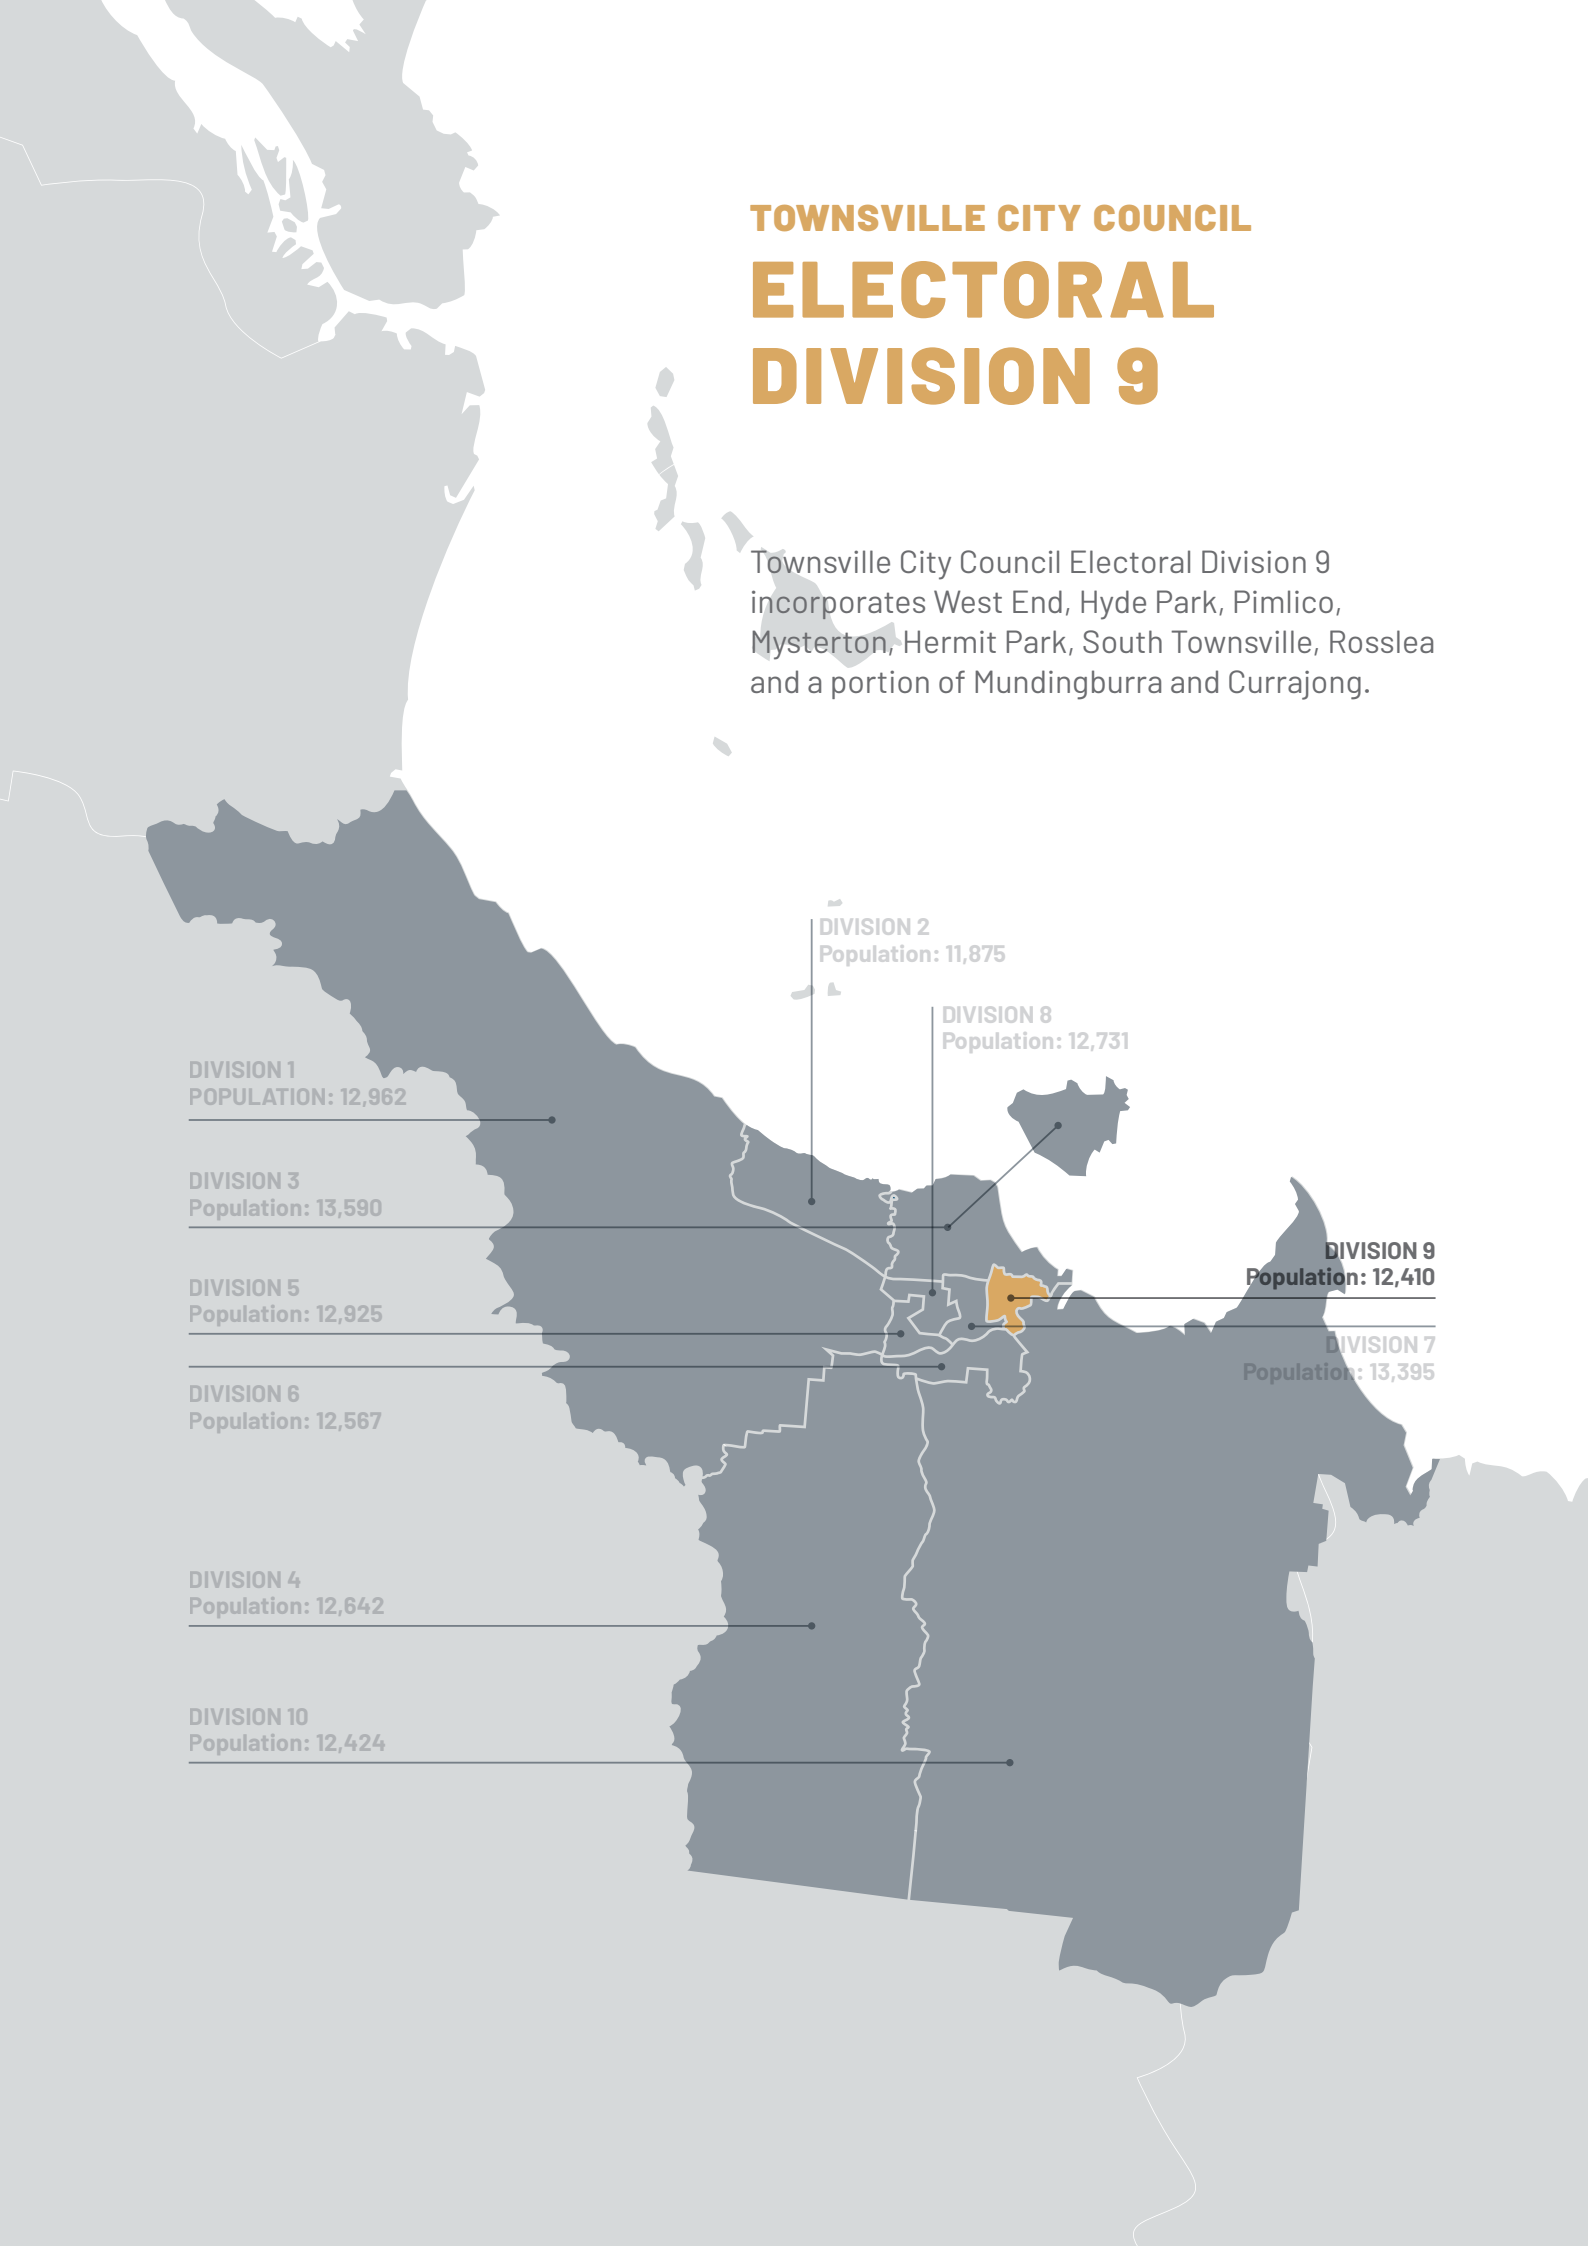 TOWNSVILLE CITY COUNCIL
ELECTORAL
DIVISION 9
Townsville City Council Electoral Division 9
incorporates West End, Hyde Park, Pimlico,
Mysterton, Hermit Park, South Townsville, Rosslea
and a portion of Mundingburra and Currajong.
DIVISION 2
Population: 11,875
DIVISION 8
Population: 12,731
DIVISION 1
POPULATION: 12,962
DIVISION 3
Population: 13,590
DIVISION 9
Population: 12,410
DIVISION 5
Population: 12,925
DIVISION 7
Population: 13,395
DIVISION 6
Population: 12,567
DIVISION 4
Population: 12,642
DIVISION 10
Population: 12,424